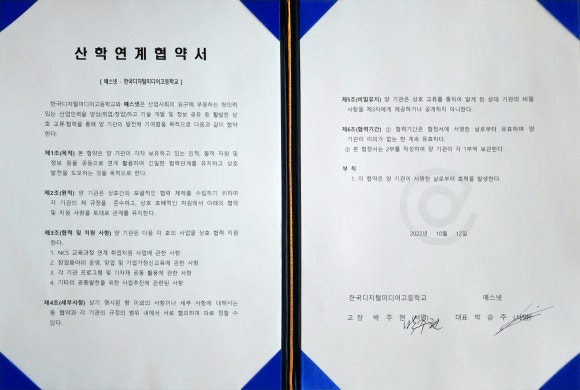 산학연계협약서
[ 예스넷 - 한국디지털미디어고등학교 ]
한국디지털미디어고등학교와 예스넷은 산업사회의 요구에 부응하는 창의력
있는 산업인력을 양성(취업/창업)하고 기술 개발 및 정보 공유 등 활발한 상
호 교류·협력을 통해 양 기관의 발전에 기여함을 목적으로 다음과 같이 협약
한다.
제1조(목적) 본 협약은 양 기관이 각자 보유하고 있는 인적, 물적 자원 및
정보 등을 공동으로 연계 활용하여 긴밀한 협력관계를 유지하고 상호
발전을 도모하는 것을 목적으로 한다.
제2조(원칙) 양 기관은 상호간의 포괄적인 협력 체제를 수립하기 위하여
각 기관의 제 규정을 준수하고, 상호 호혜적인 차원에서 아래의 협력
및 지원 사항을 토대로 관계를 유지한다.
제3조(협력 및 지원 사항) 양 기관은 다음 각 호의 사업을 상호 협력 지원
한다.
1. NCS 교육과정 연계 취업지원 사업에 관한 사항
2. 창업동아리 운영, 창업 및 기업가정신교육에 관한 사항
3. 각 기관 프로그램 및 기자재 공동 활용에 관한 사항
4. 기타의 공동발전을 위한 사업추진에 관련된 사항
제4조(세부사항) 상기 명시된 항 이외의 사항이나 세부 사항에 대해서는
동 협약과 각 기관의 규정의 범위 내에서 서로 협의하여 따로 정할 수
있다.
제5조(비밀유지) 양 기관은 상호 교류를 통하여 알게 된 상대 기관의 비밀
사항을 제3자에게 제공하거나 공개하지 아니한다.
제6조(협력기간) ① 협력기간은 협정서에 서명한 날로부터 유효하며 양
기관이 이의가 없는 한 계속 유효하다.
② 본 협정서는 2부를 작성하여 양 기관이 각 1부씩 보관한다.
부 칙
1. 이 협약은 양 기관이 서명한 날로부터 효력을 발생한다.
2022년 10월 12일
한국디지털미디어고등학교 예스넷
교 장 박 주 현 (서명) 대 표 박 승 주 (서명)